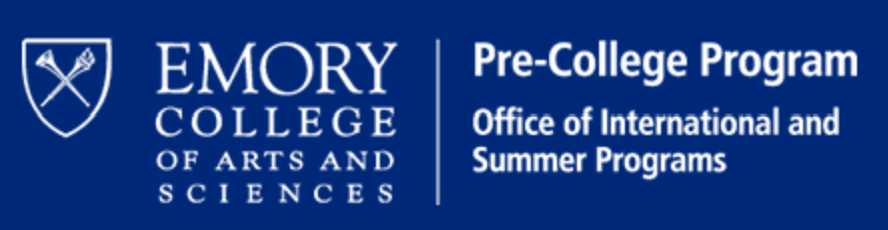 EMORY
COLLEGE
OF ARTS AND
SCIENCES
Pre-College Program
Office of International and
Summer Programs